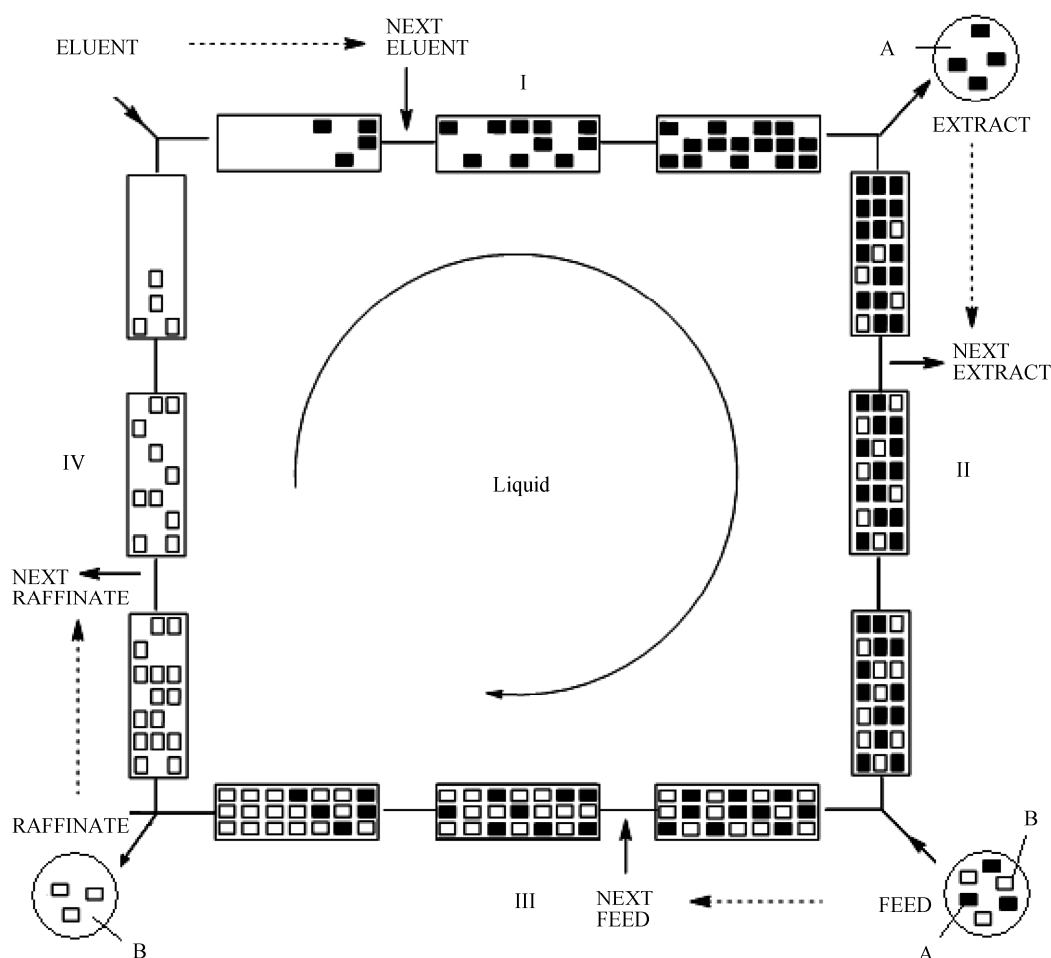 ELUENT
NEXT
ELUENT
I
A
EXTRACT
NEXT
EXTRACT
II
Liquid
IV
NEXT
RAFFINATE
RAFFINATE
B
III
NEXT
FEED
FEED
B
A